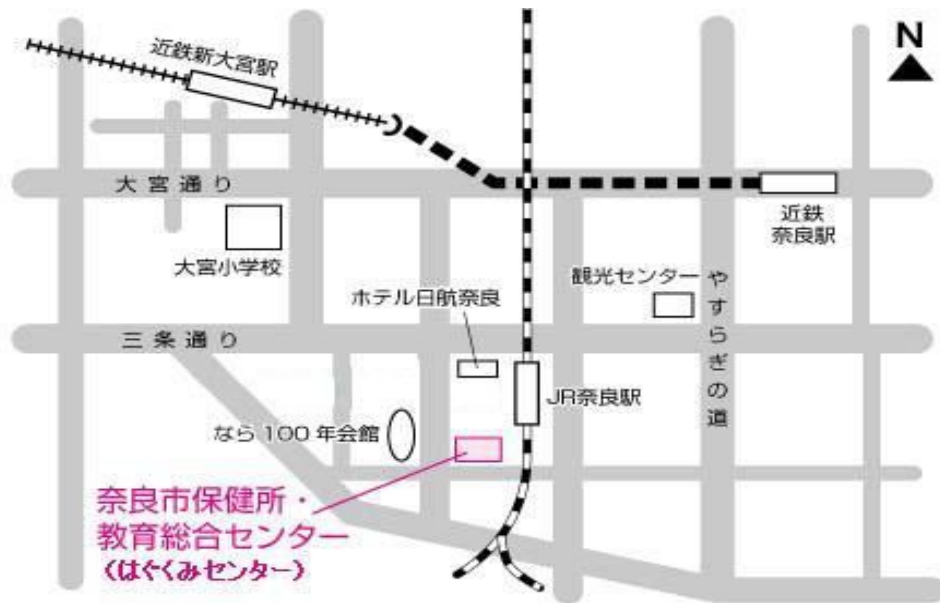 近鉄新大宮駅
N
大宮通り
近鉄
奈良駅
大宮小学校
観光センター
ホテル日航奈良
やすらぎの道
三条通り
JR奈良駅
なら100年会館
奈良市保健所・
教育総合センター
(はぐくみセンター)